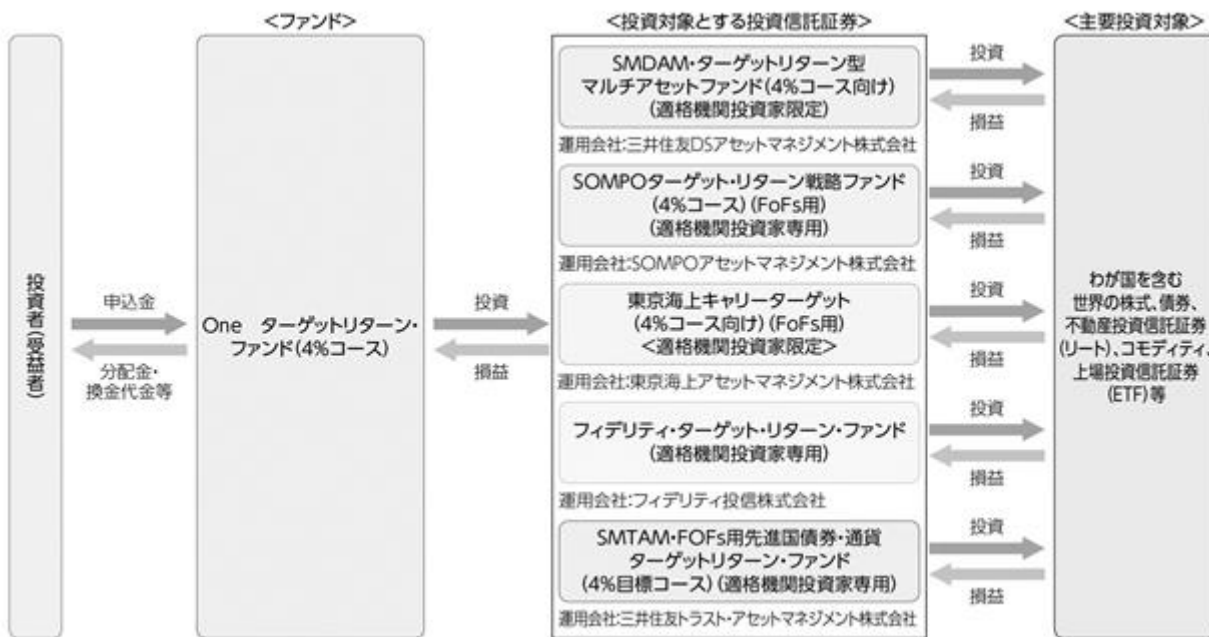 <ファンド>
<投資対象とする投資信託証券>
<主要投資対象>
投資者(受益者)
申込金
分配金・
換金代金等
One ターゲットリターン・
ファンド(4%コース)
投資
損益
SMDAM・ターゲットリターン型
マルチアセットファンド(4%コース向け)
(適格機関投資家限定)
運用会社:三井住友DSアセットマネジメント株式会社
投資
損益
SOMPOターゲット・リターン戦略ファンド
(4%コース)(FoFs用)
(適格機関投資家専用)
運用会社:SOMPOアセットマネジメント株式会社
投資
損益
東京海上キャリーターゲット
(4%コース向け)(FoFs用)
<適格機関投資家限定>
運用会社:東京海上アセットマネジメント株式会社
投資
損益
フィデリティ・ターゲット・リターン・ファンド
(適格機関投資家専用)
運用会社:フィデリティ投信株式会社
投資
損益
SMTAM・FOFs用先進国債券・通貨
ターゲットリターン・ファンド
(4%目標コース)(適格機関投資家専用)
運用会社:三井住友トラスト・アセットマネジメント株式会社
投資
損益
わが国を含む
世界の株式、債券、
不動産投資信託証券
(リート)、コモディティ、
上場投資信託証券
(ETF)等